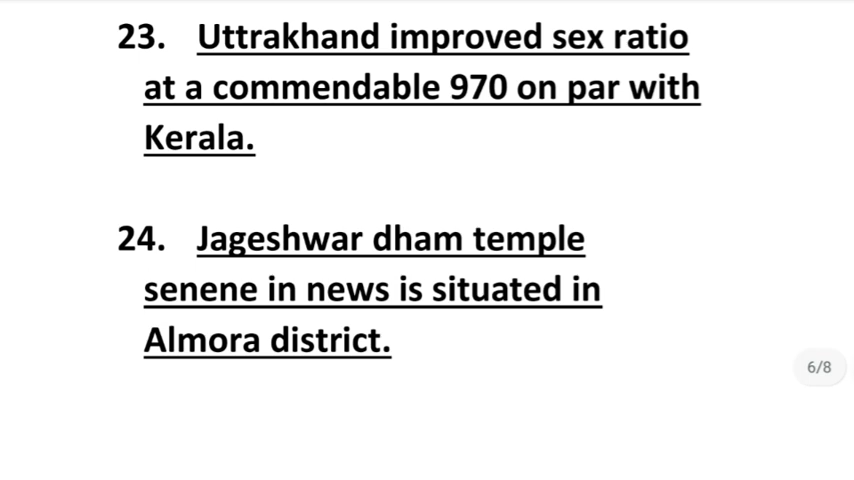 23. Uttrakhand improved sex ratio
at a commendable 970 on par with
Kerala.
24. Jageshwar dham temple
senene in news is situated in
Almora district.
6/8